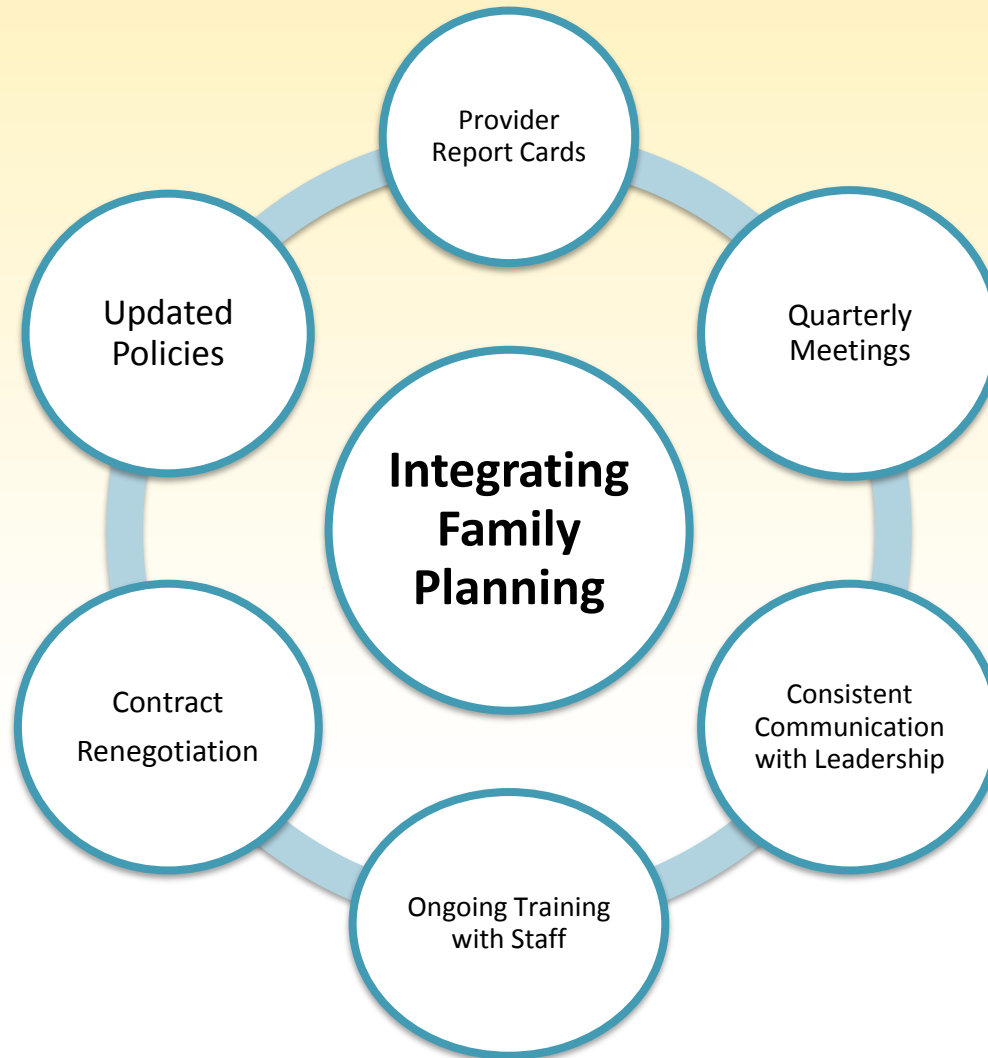 Provider
Report Cards
Quarterly
Meetings
Consistent
Communication
with Leadership
Ongoing Training
with Staff
Contract
Renegotiation
Updated
Policies
Integrating
Family
Planning